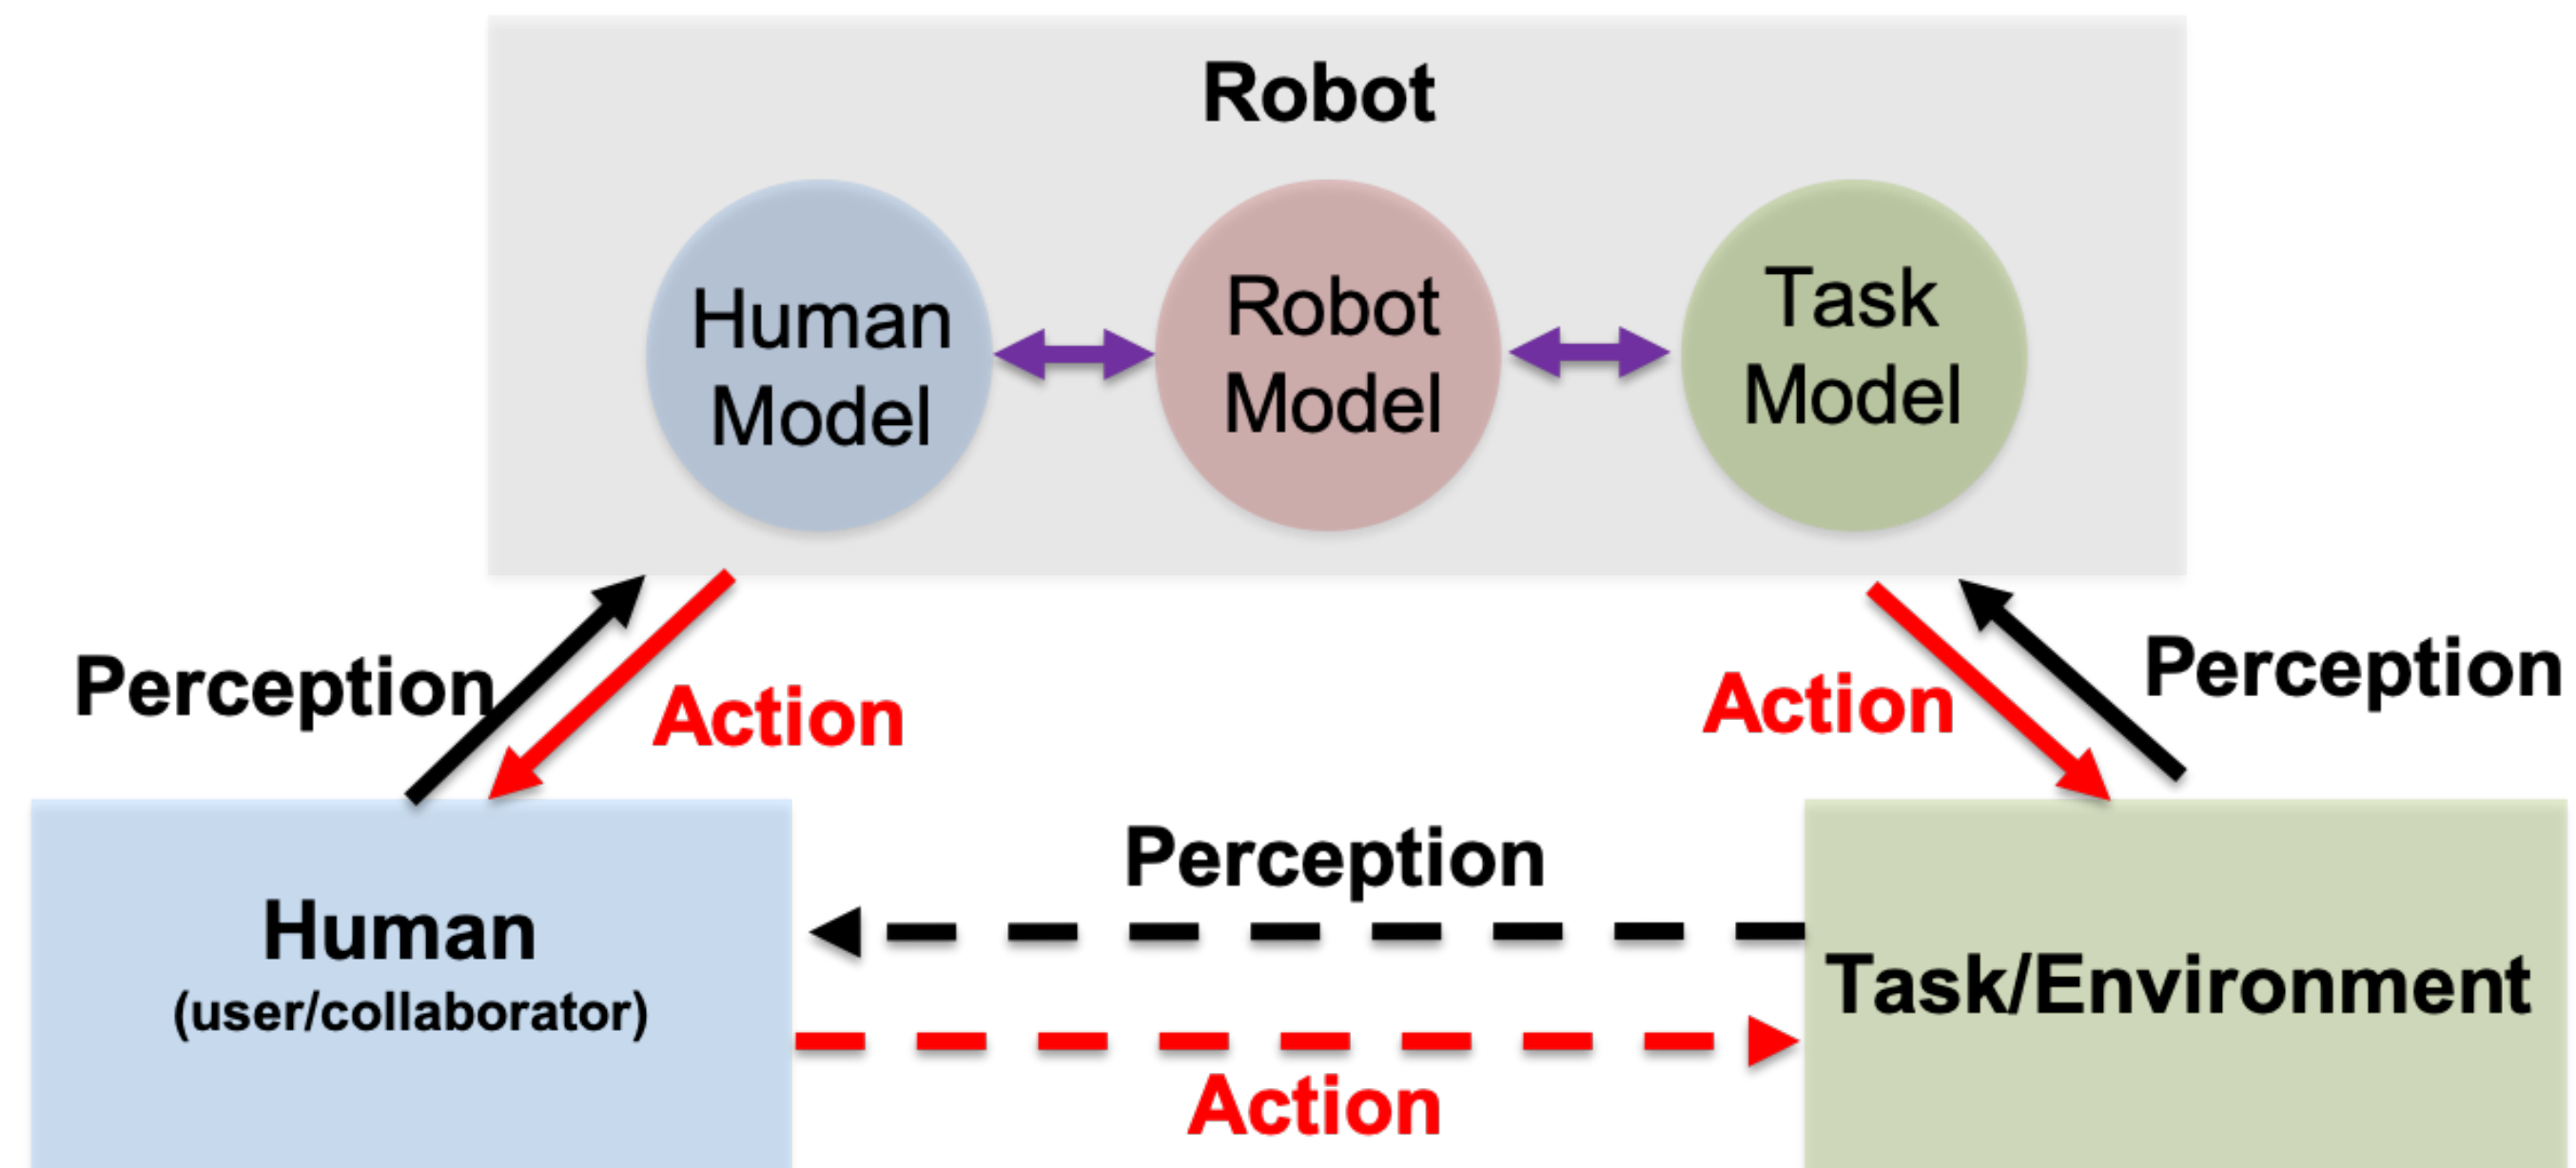 Robot
Human
Model
Robot
Model
Task
Model
Perception
Action
Action
Perception
Perception
Human
(user/collaborator)
Task/Environment
Action